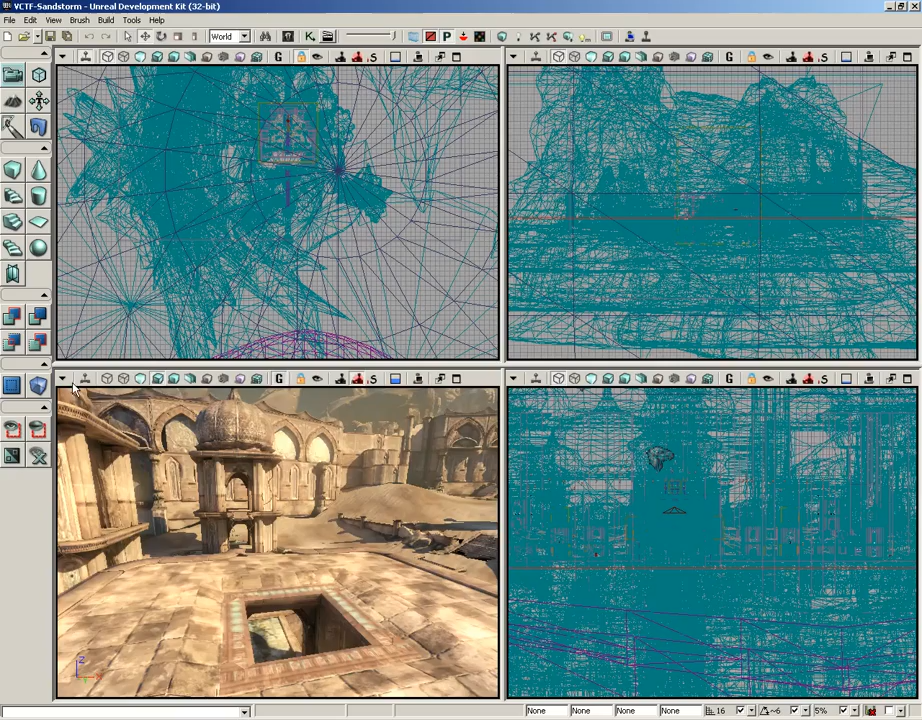 VCTF-Sandstorm - Unreal Development Kit (32-bit)
File Edit View Brush Build Tools Help
World
G
G
G
G
Z
None None None None 16 ~6 5%